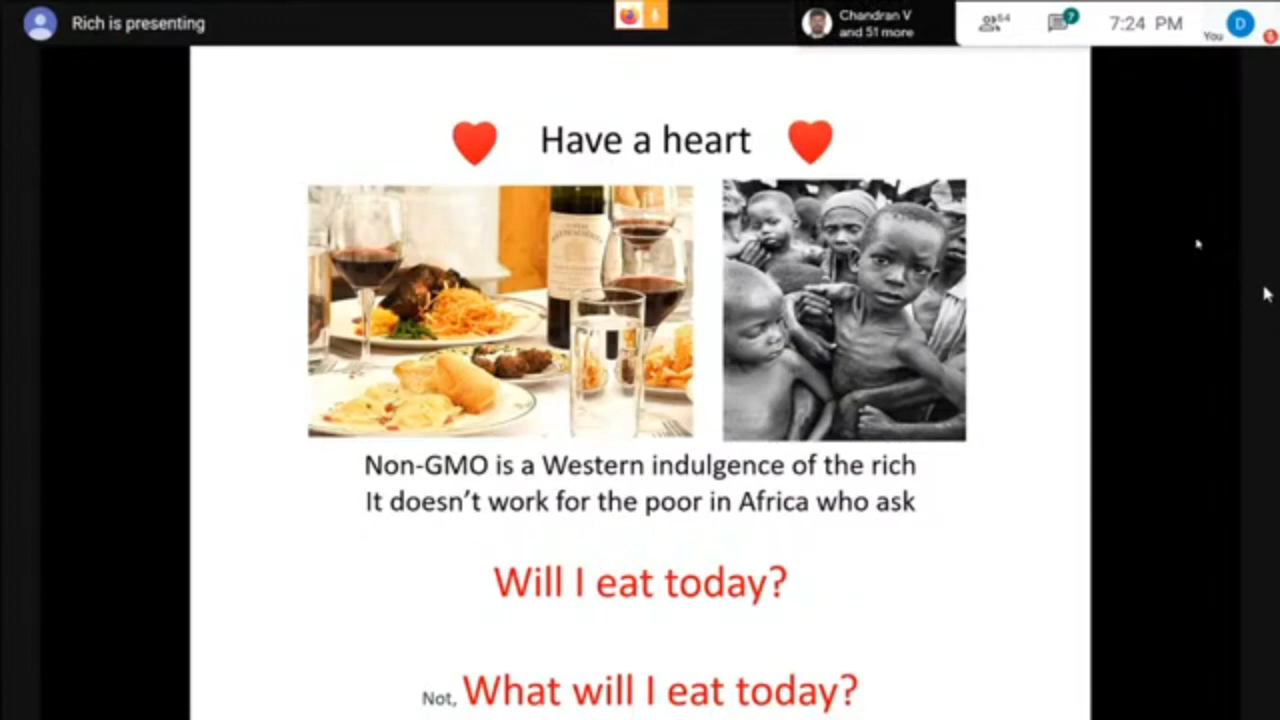 Rich is presenting
Chandran V
and 51 more
64
7
7:24 PM
You
D
Have a heart
Non-GMO is a Western indulgence of the rich
It doesn't work for the poor in Africa who ask
Will I eat today?
Not, What will I eat today?